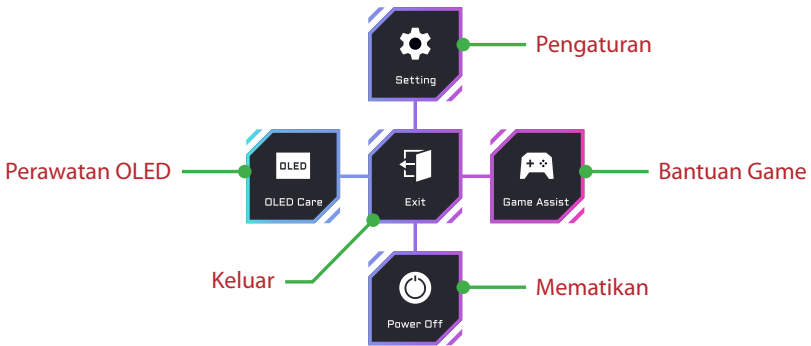 Setting
Pengaturan
Perawatan OLED
OLED
OLED Care
Exit
Game Assist
Bantuan Game
Keluar
Power Off
Mematikan